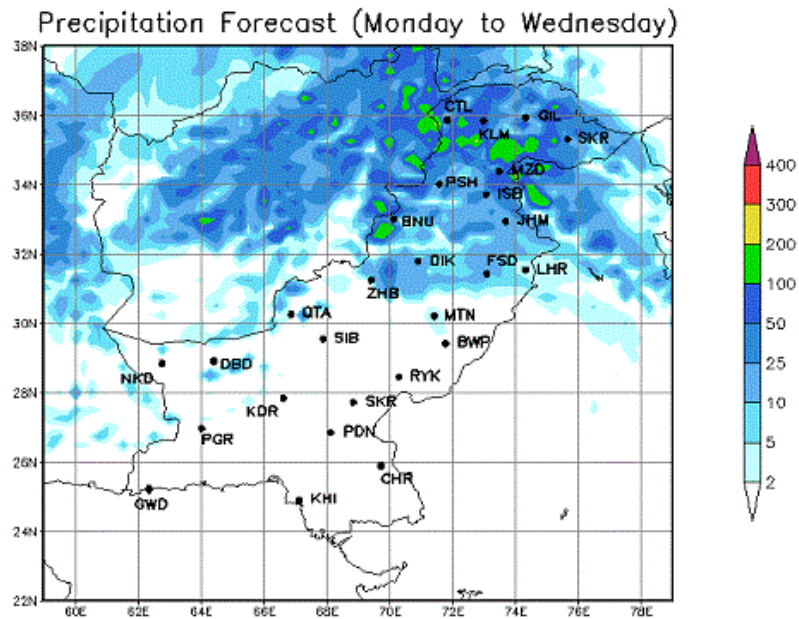 Precipitation Forecast (Monday to Wednesday)
38N
36N
34N
32N
30N
28N
26N
24N
22N
60E 62E 64E 66E 68E 70E 72E 74E 76E 78E
CTL
KLM
GIL
SKR
MZD
PSH
ISB
BNU
JHM
DIK
FSD
LHR
ZHB
QTA
MTN
SIB
BWP
NKD
DBD
RYK
KDR
SKR
PGR
PDN
CHR
GWD
KHI
400
300
200
100
50
25
10
5
2